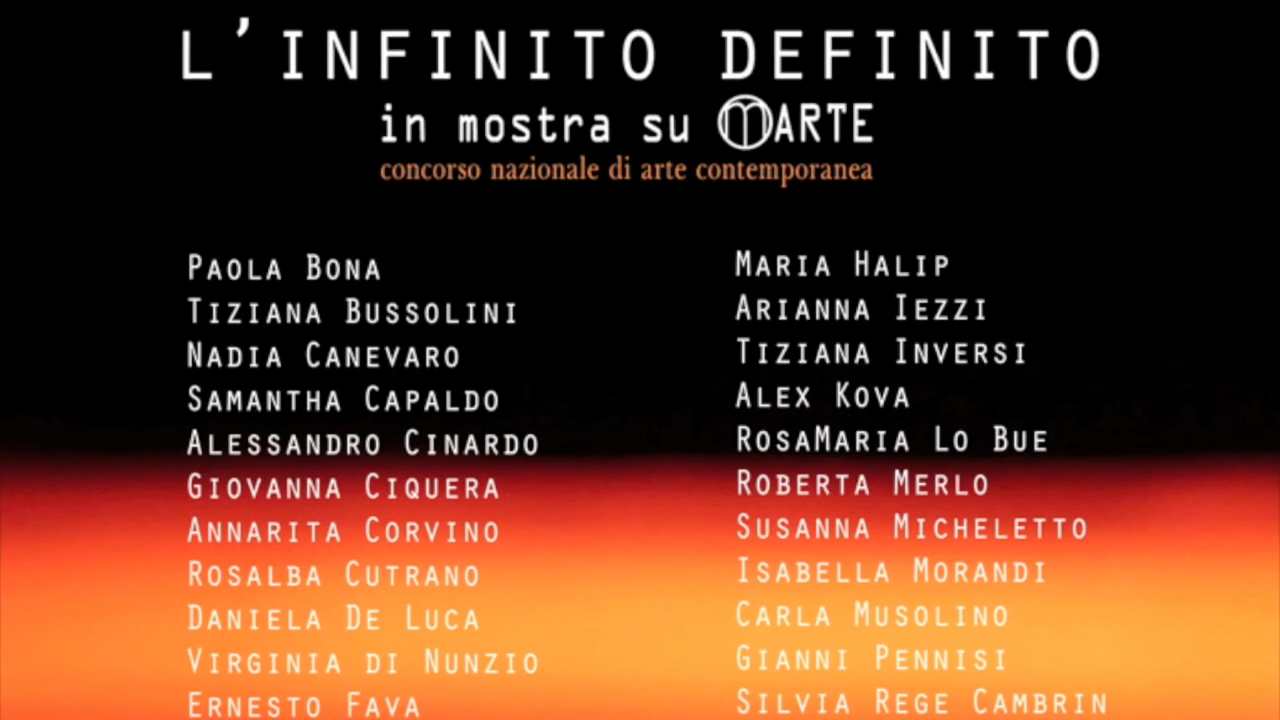 L'INFINITO DEFINITO
in mostra su MARTE
concorso nazionale di arte contemporanea
PAOLA BONA
TIZIANA BUSSOLINI
NADIA CANEVARO
SAMANTHA CAPALDO
ALESSANDRO CINARDO
GIOVANNA CIQUERA
ANNARITA CORVINO
ROSALBA CUTRANO
DANIELA DE LUCA
VIRGINIA DI NUNZIO
ERNESTO FAVA
MARIA HALIP
ARIANNA IEZZI
TIZIANA INVERSI
ALEX KOVA
ROSAMARIA LO BUE
ROBERTA MERLO
SUSANNA MICHELETTO
ISABELLA MORANDI
CARLA MUSOLINO
GIANNI PENNISI
SILVIA REGE CAMBRIN